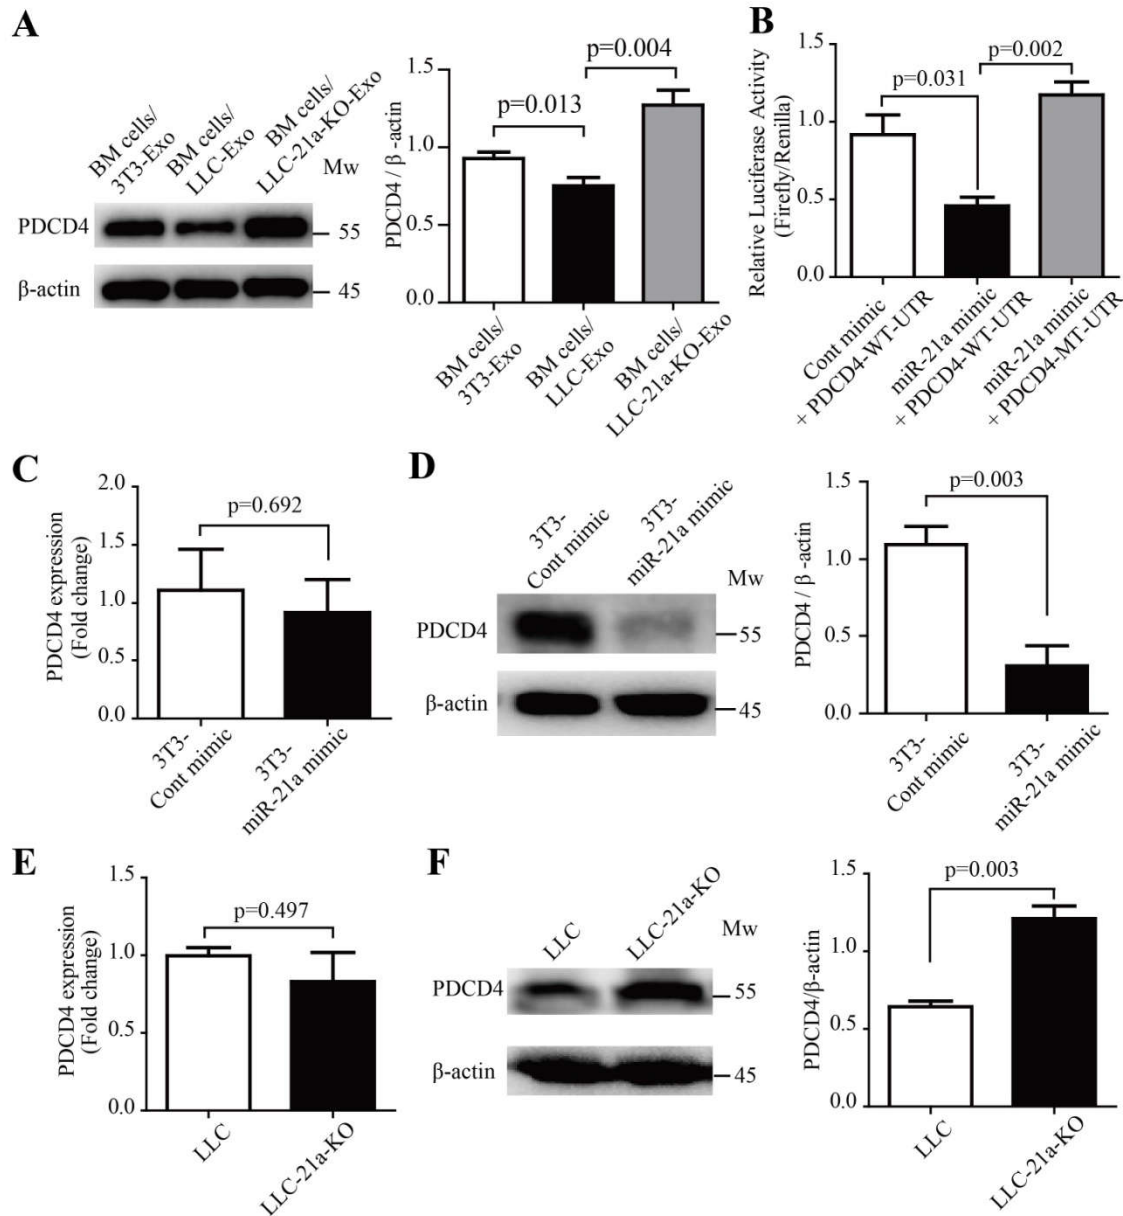 A
BM cells/
3T3-Exo
BM cells/
LLC-Exo
BM cells/
LLC-21a-KO-Exo
Mw
PDCD4
55
β-actin
45
PDCD4 / β -actin
1.5
1.0
0.5
0.0
p=0.013
p=0.004
BM cells/
3T3-Exo
BM cells/
LLC-Exo
BM cells/
LLC-21a-KO-Exo
B
Relative Luciferase Activity
(Firefly/Renilla)
1.5
1.0
0.5
0.0
p=0.031
p=0.002
Cont mimic
+ PDCD4-WT-UTR
miR-21a mimic
+ PDCD4-WT-UTR
miR-21a mimic
+ PDCD4-MT-UTR
C
PDCD4 expression
(Fold change)
2.0
1.5
1.0
0.5
0.0
p=0.692
3T3-
Cont mimic
3T3-
miR-21a mimic
D
3T3-
Cont mimic
3T3-
miR-21a mimic
Mw
PDCD4
55
β-actin
45
PDCD4 / β -actin
1.5
1.0
0.5
0.0
p=0.003
3T3-
Cont mimic
3T3-
miR-21a mimic
E
PDCD4 expression
(Fold change)
1.5
1.0
0.5
0.0
p=0.497
LLC
LLC-21a-KO
F
LLC
LLC-21a-KO
Mw
PDCD4
55
β-actin
45
PDCD4/β-actin
1.5
1.0
0.5
0.0
p=0.003
LLC
LLC-21a-KO